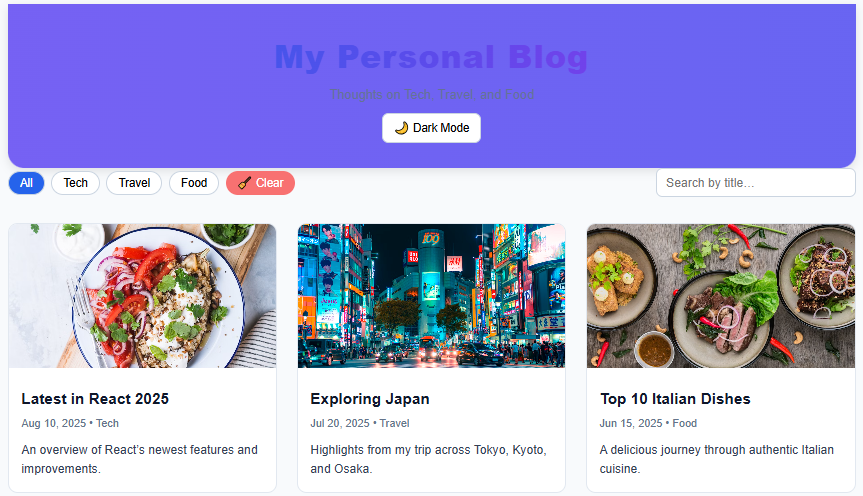 My Personal Blog
Thoughts on Tech, Travel, and Food
🌙 Dark Mode
All
Tech
Travel
Food
🧹 Clear
Search by title...
Latest in React 2025
Aug 10, 2025 • Tech
An overview of React’s newest features and
improvements.
Exploring Japan
Jul 20, 2025 • Travel
Highlights from my trip across Tokyo, Kyoto,
and Osaka.
Top 10 Italian Dishes
Jun 15, 2025 • Food
A delicious journey through authentic Italian
cuisine.